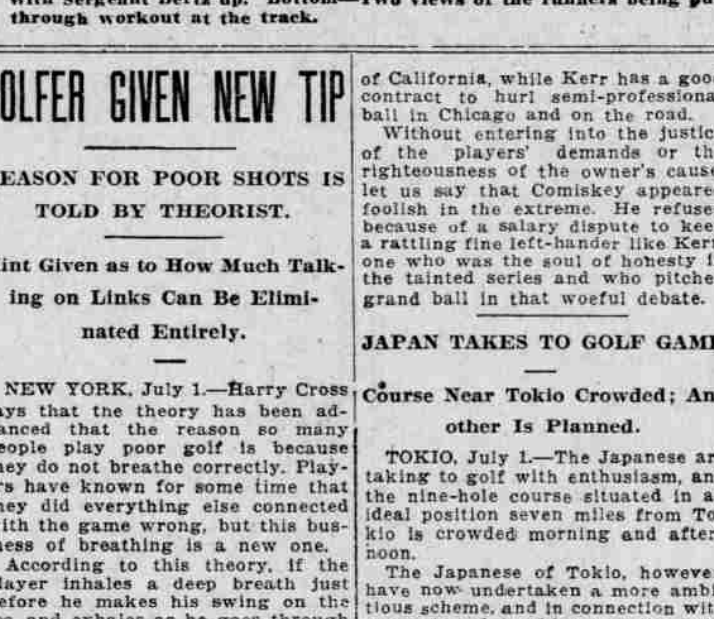 through workout at the track.
OLFER GIVEN NEW TIP
EASON FOR POOR SHOTS IS
TOLD BY THEORIST.
int Given as to How Much Talk-
ing on Links Can Be Elimi-
nated Entirely.
NEW YORK, July 1.—Harry Cross
ays that tne theory has been ad-
anced that the reason so many
eople play poor golf is because
hey do not breathe correctly. Play-
rs have known for some time that
hey did everything else connected
ith the game wrong, but this bus-
ness of breathing is a new one.
According to this theory, if the
layer inhales a deep breath just
efore he makes his swing on the
of California, while Kerr has a goo
contract to hurl semi-professiona
ball in Chicago and on the road.
Without entering into the justic
of the players' demands or th
righteousness of the owner's cause
let us say that Comiskey appeare
foolish in the extreme. He refuse
because of a salary dispute to kee
a rattling fine left-hander like Kerr
one who was the soul of honesty i
the tainted series and who pitche
grand ball in that woeful debate.
JAPAN TAKES TO GOLF GAME
Course Near Tokio Crowded; An
other Is Planned.
TOKIO, July 1.—The Japanese ar
taking to golf with enthusiasm, an
the nine-hole course situated in a
ideal position seven miles from To
kio is crowded morning and after
noon.
The Japanese of Tokio, howeve
have now undertaken a more ambi
tious scheme, and in connection wit